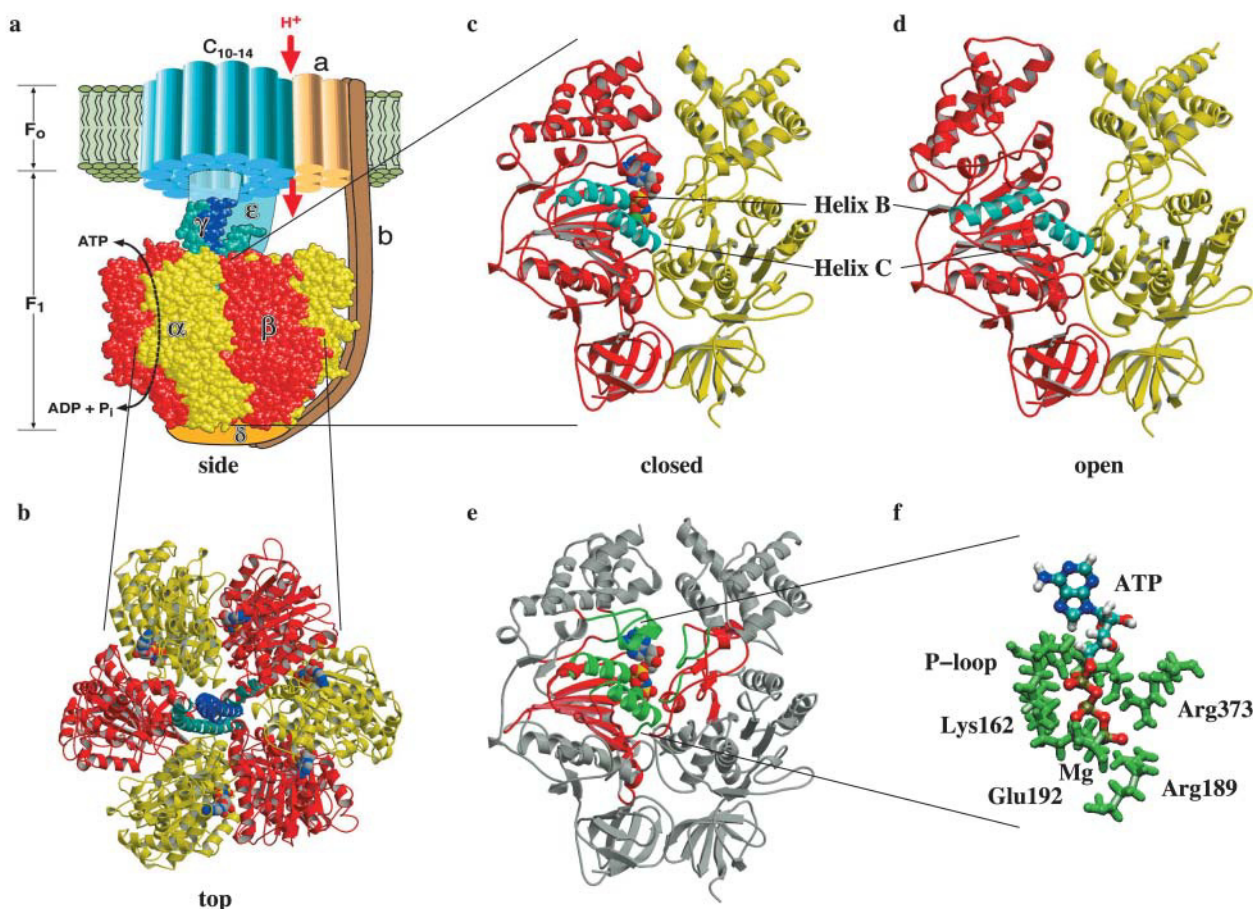 a
H+
C10-14
a
Fo
γ
ε
b
ATP
F1
α
β
ADP + Pi
δ
side
c
Helix B
Helix C
closed
d
open
b
top
e
f
ATP
P-loop
Arg373
Lys162
Mg
Glu192
Arg189